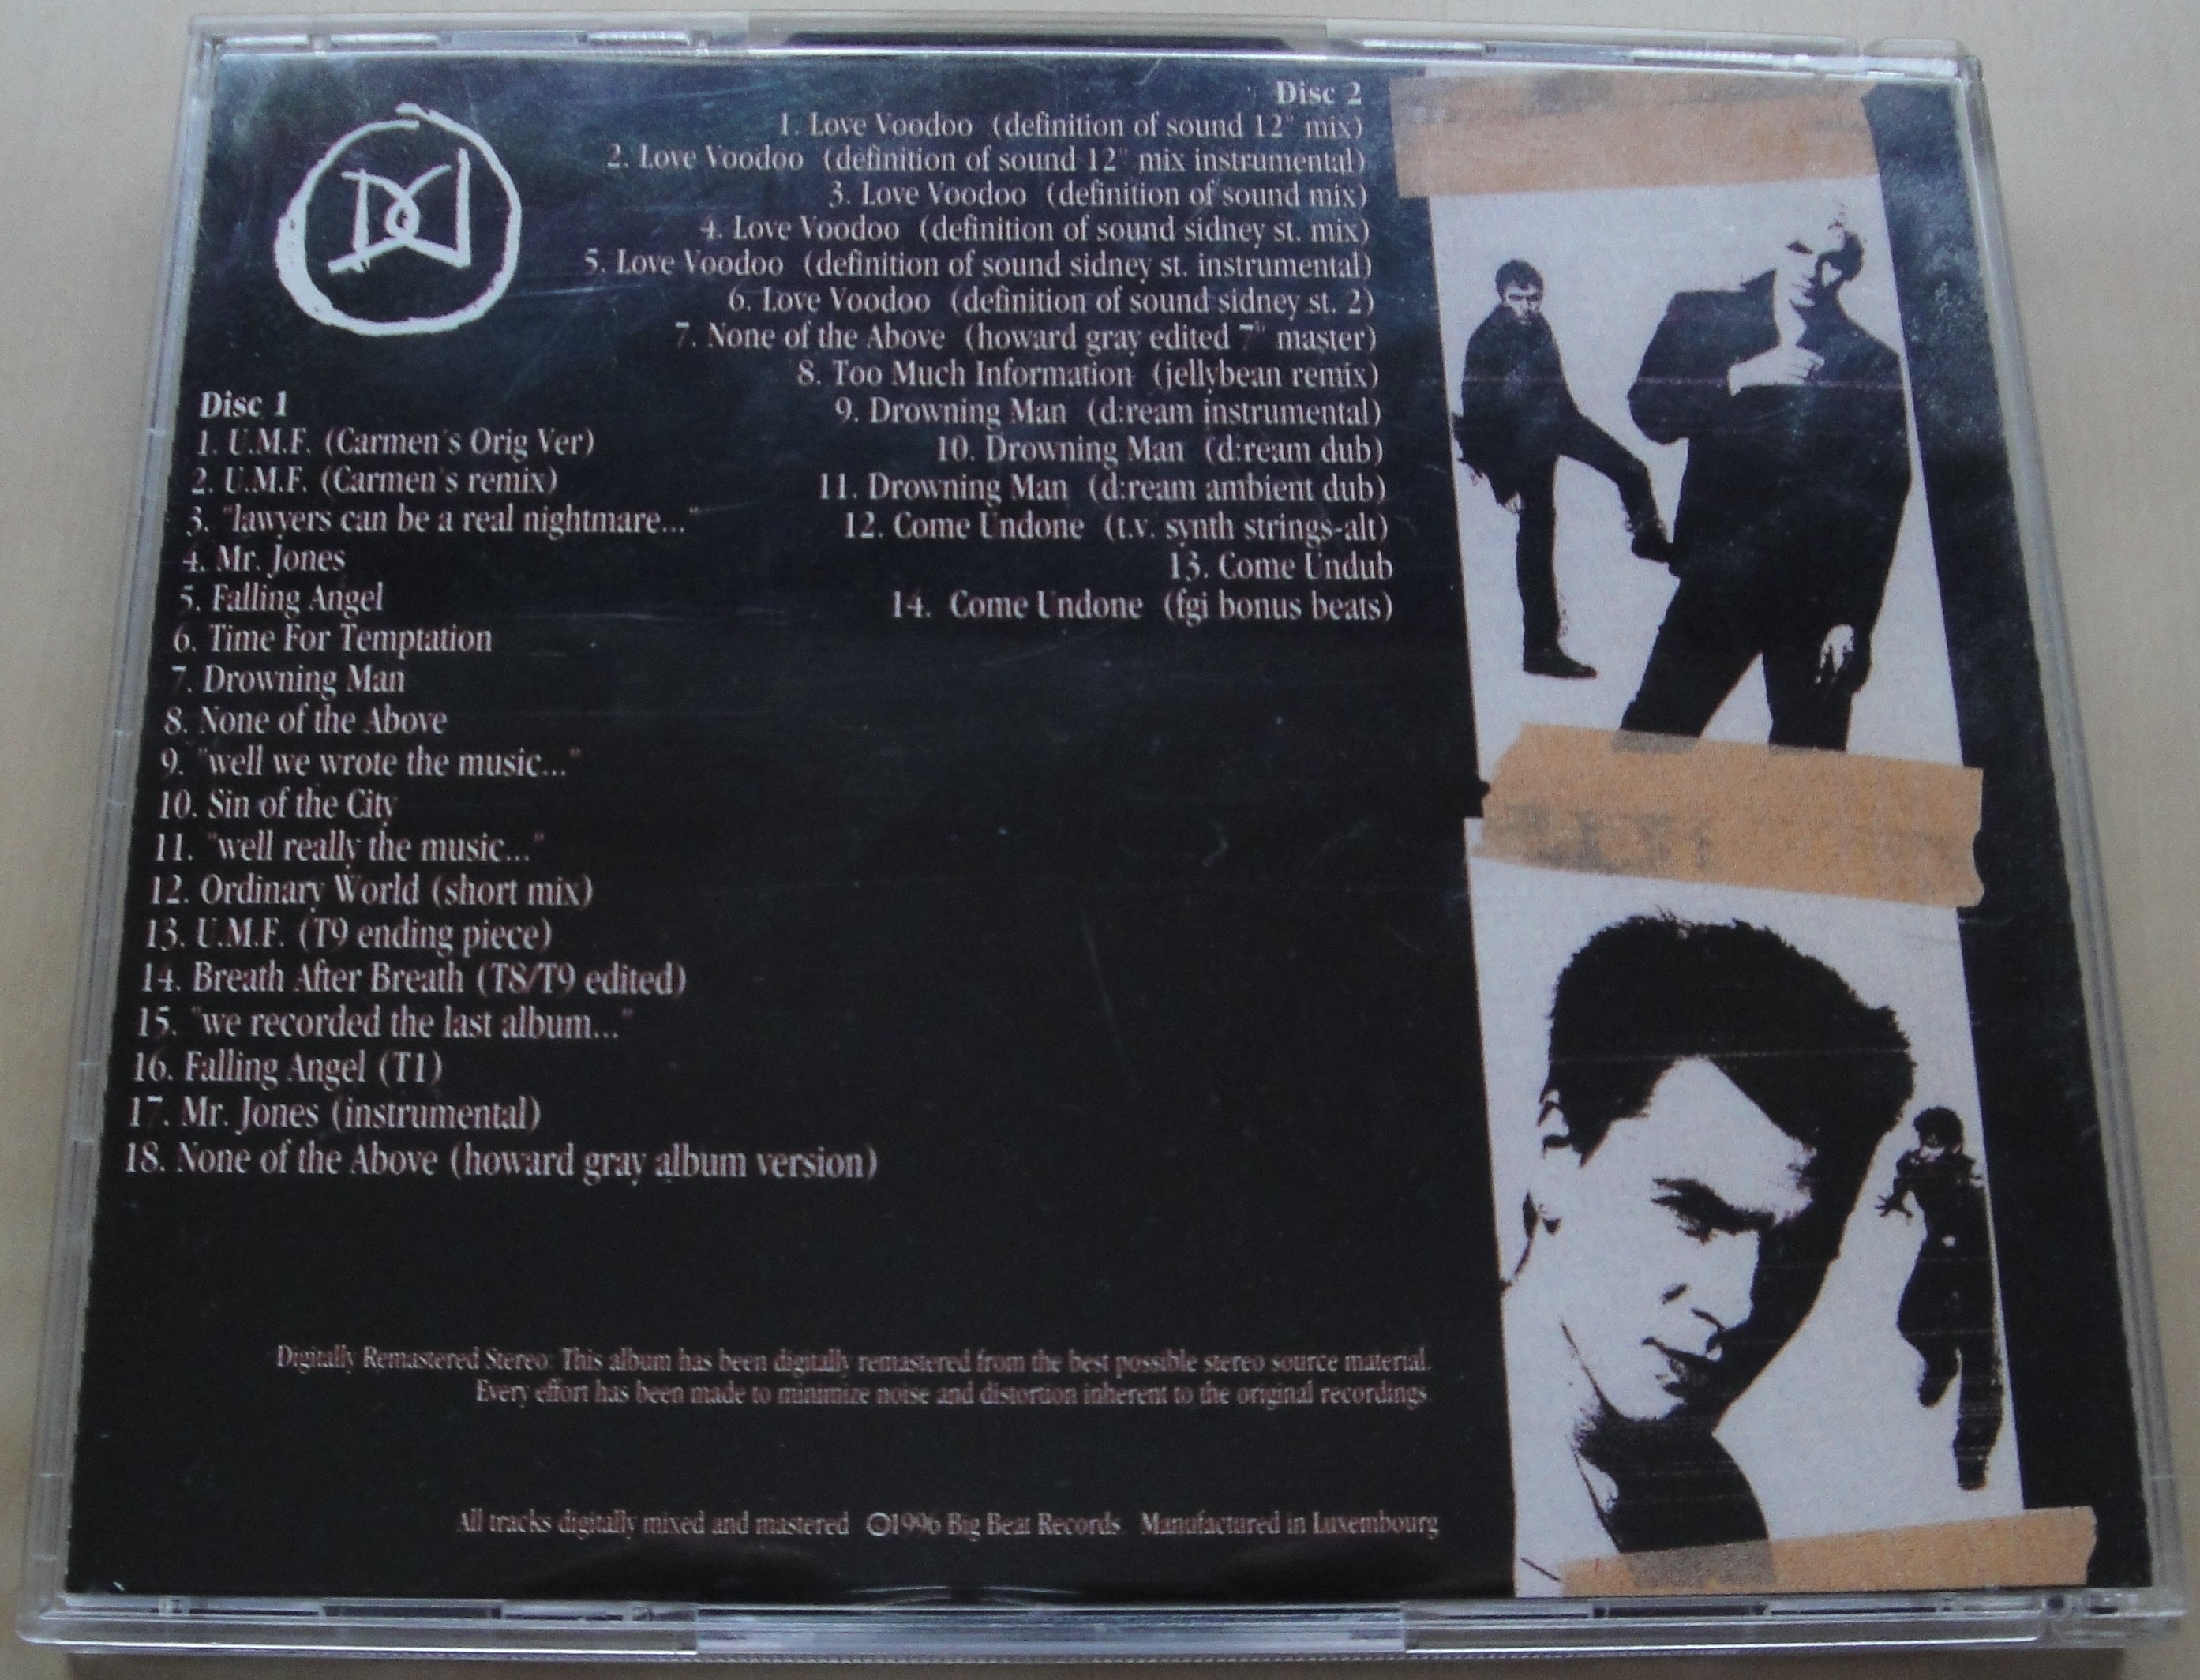 Disc 2
1. Love Voodoo (definition of sound 12" mix)
2. Love Voodoo (definition of sound 12" mix instrumental)
3. Love Voodoo (definition of sound mix)
4. Love Voodoo (definition of sound sidney st. mix)
5. Love Voodoo (definition of sound sidney st. instrumental)
6. Love Voodoo (definition of sound sidney st. 2)
7. None of the Above (howard gray edited 7" master)
8. Too Much Information (jellybean remix)
9. Drowning Man (d:ream instrumental)
10. Drowning Man (d:ream dub)
11. Drowning Man (d:ream ambient dub)
12. Come Undone (t.v. synth strings-alt)
13. Come Undub
14. Come Undone (fgi bonus beats)
Disc 1
1. U.M.F. (Carmen's Orig Ver)
2. U.M.F. (Carmen's remix)
3. "lawyers can be a real nightmare..."
4. Mr. Jones
5. Falling Angel
6. Time For Temptation
7. Drowning Man
8. None of the Above
9. "well we wrote the music..."
10. Sin of the City
11. "well really the music..."
12. Ordinary World (short mix)
13. U.M.F. (T9 ending piece)
14. Breath After Breath (T8/T9 edited)
15. "we recorded the last album..."
16. Falling Angel (T1)
17. Mr. Jones (instrumental)
18. None of the Above (howard gray album version)
Digitally Remastered Stereo: This album has been digitally remastered from the best possible stereo source material.
Every effort has been made to minimize noise and distortion inherent to the original recordings.
All tracks digitally mixed and mastered ©1996 Big Beat Records. Manufactured in Luxembourg